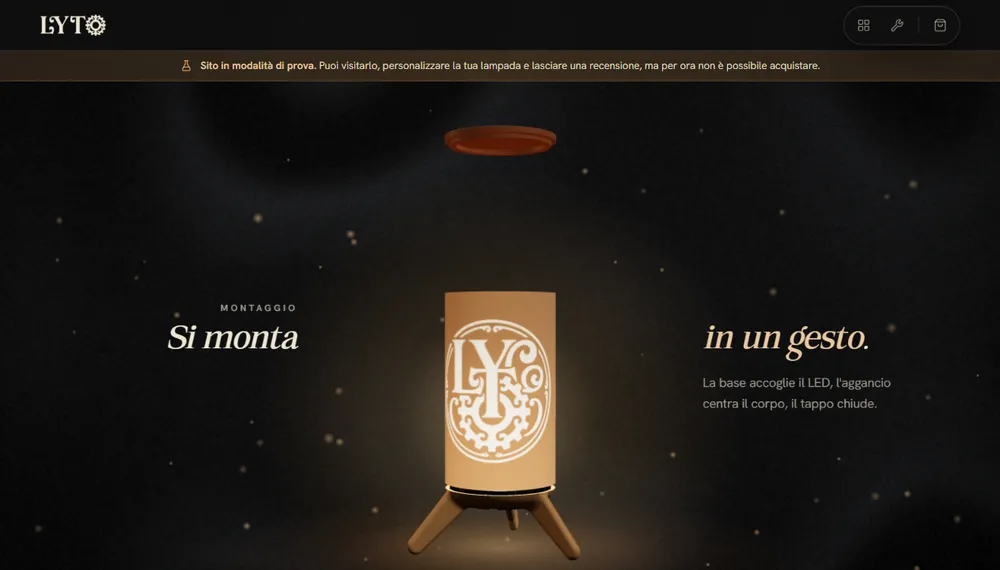 LYTO
Sito in modalità di prova. Puoi visitarlo, personalizzare la tua lampada e lasciare una recensione, ma per ora non è possibile acquistare.
MONTAGGIO
Si monta
in un gesto.
La base accoglie il LED, l'aggancio
centra il corpo, il tappo chiude.
LYTO